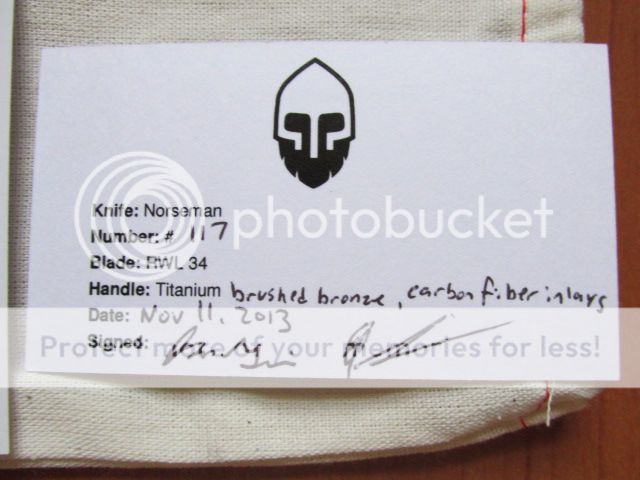 Knife: Norseman
photobucket
Number: # 117
Blade: RWL 34
Handle: Titanium brushed bronze, carbon fiber inlays
Date: Nov 11, 2013
Protect more of your memories for less!
Signed: